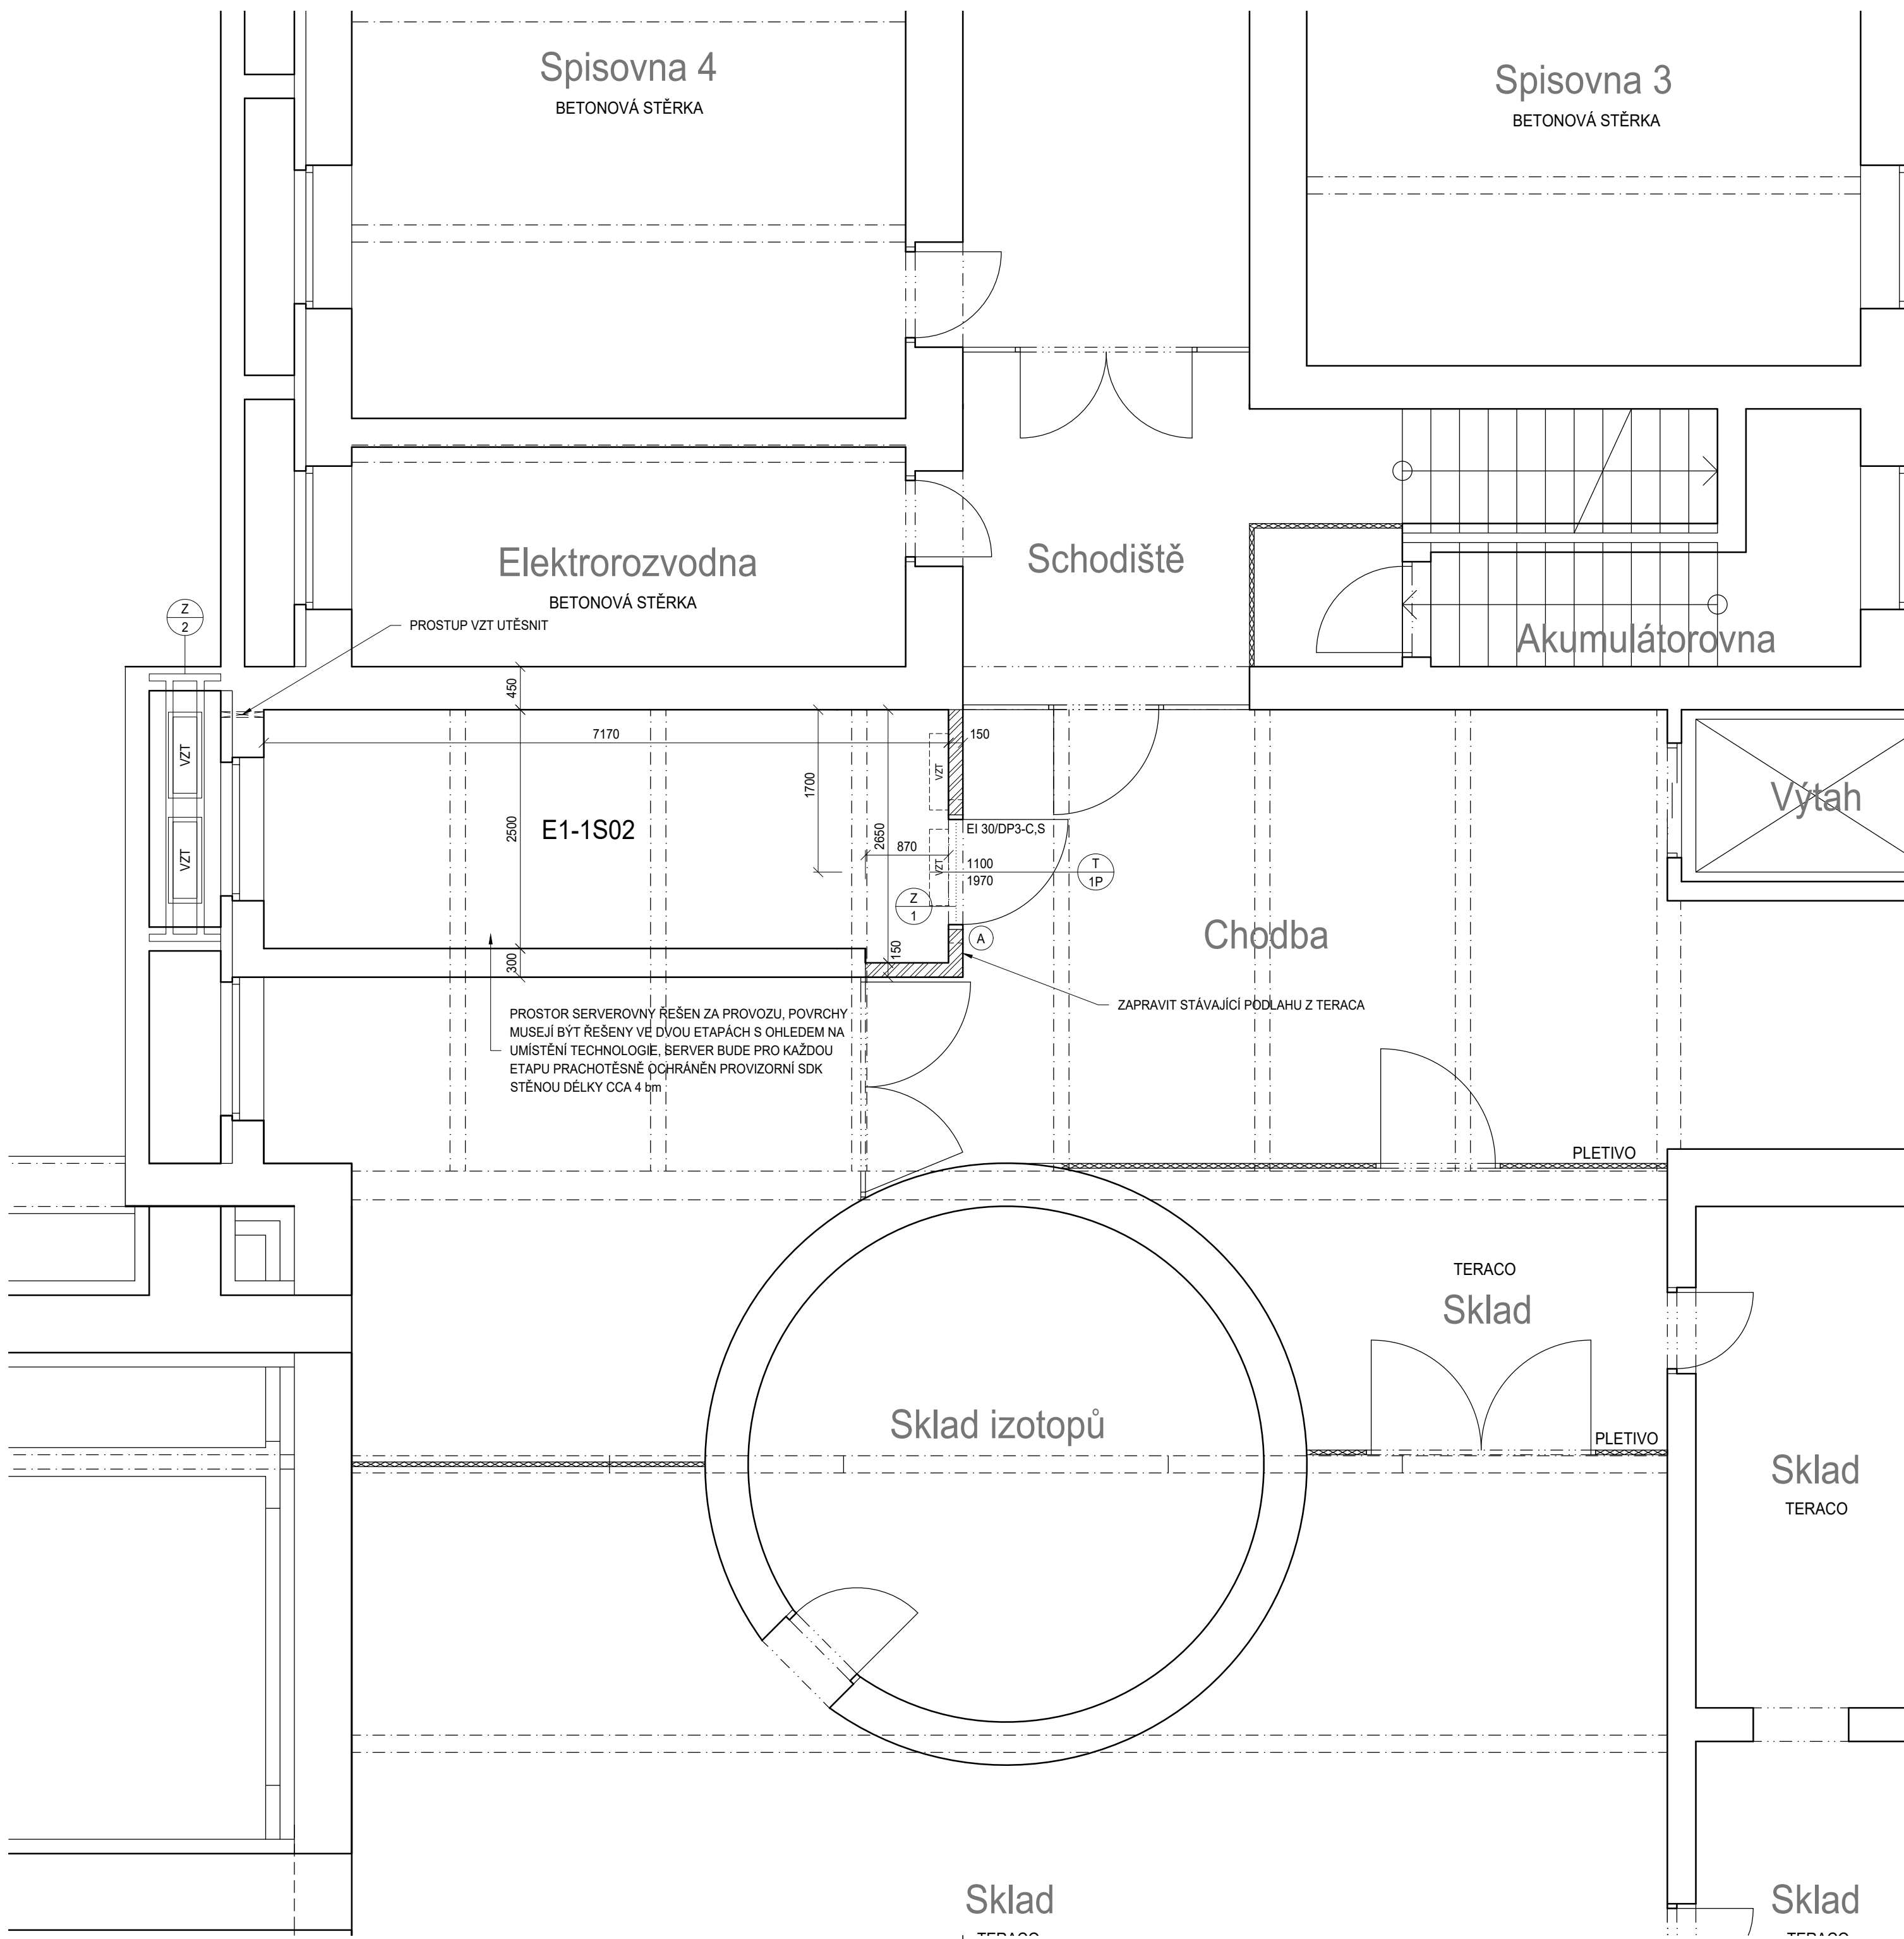 Spisovna 4
BETONOVÁ STĚRKA
Spisovna 3
BETONOVÁ STĚRKA
Elektrorozvodna
BETONOVÁ STĚRKA
Schodiště
Akumulátorovna
Z
2
PROSTUP VZT UTĚSNIT
450
7170
150
VZT
VZT
2500
E1-1S02
1700
2650
870
VZT
VZT
EI 30/DP3-C,S
1100
1970
T
1P
Z
1
A
150
300
Výtah
Chodba
ZAPRAVIT STÁVAJÍCÍ PODLAHU Z TERACA
PROSTOR SERVEROVNY ŘEŠEN ZA PROVOZU, POVRCHY
MUSEJÍ BÝT ŘEŠENY VE DVOU ETAPÁCH S OHLEDEM NA
UMÍSTĚNÍ TECHNOLOGIE, SERVER BUDE PRO KAŽDOU
ETAPU PRACHOTĚSNĚ OCHRÁNĚN PROVIZORNÍ SDK
STĚNOU DÉLKY CCA 4 bm
PLETIVO
TERACO
Sklad
Sklad izotopů
PLETIVO
Sklad
TERACO
Sklad
TERACO
Sklad
TERACO